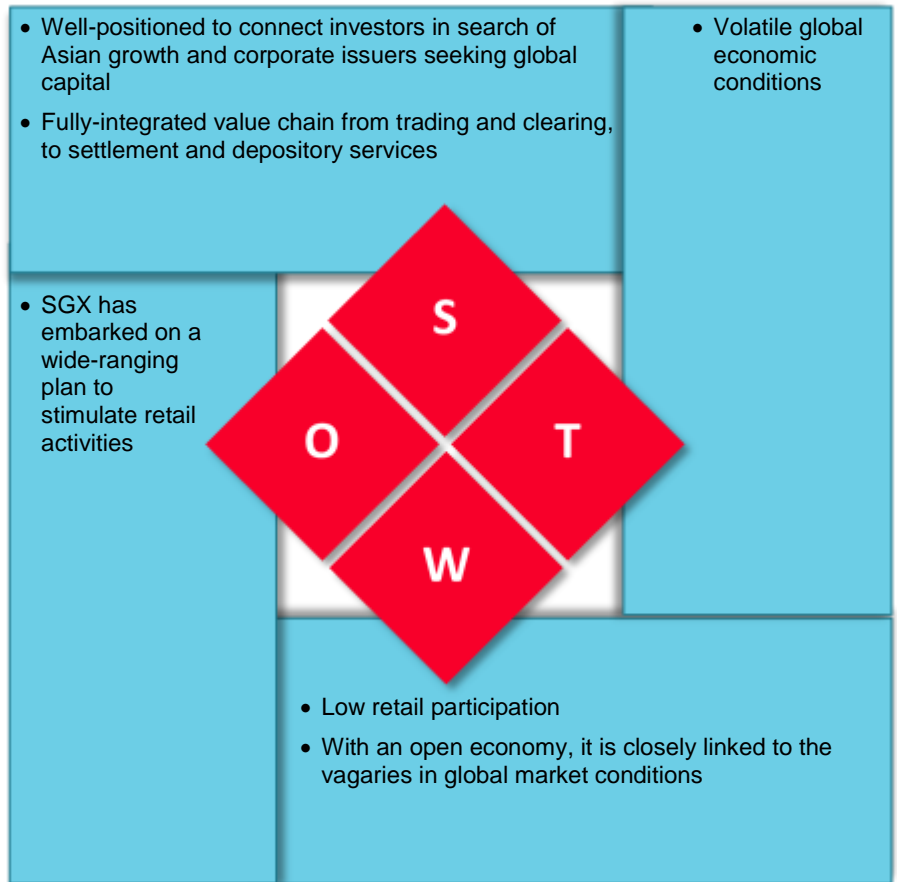 • Well-positioned to connect investors in search of
Asian growth and corporate issuers seeking global
capital
• Fully-integrated value chain from trading and clearing,
to settlement and depository services
• Volatile global
economic
conditions
• SGX has
embarked on a
wide-ranging
plan to
stimulate retail
activities
S
O
T
W
• Low retail participation
• With an open economy, it is closely linked to the
vagaries in global market conditions